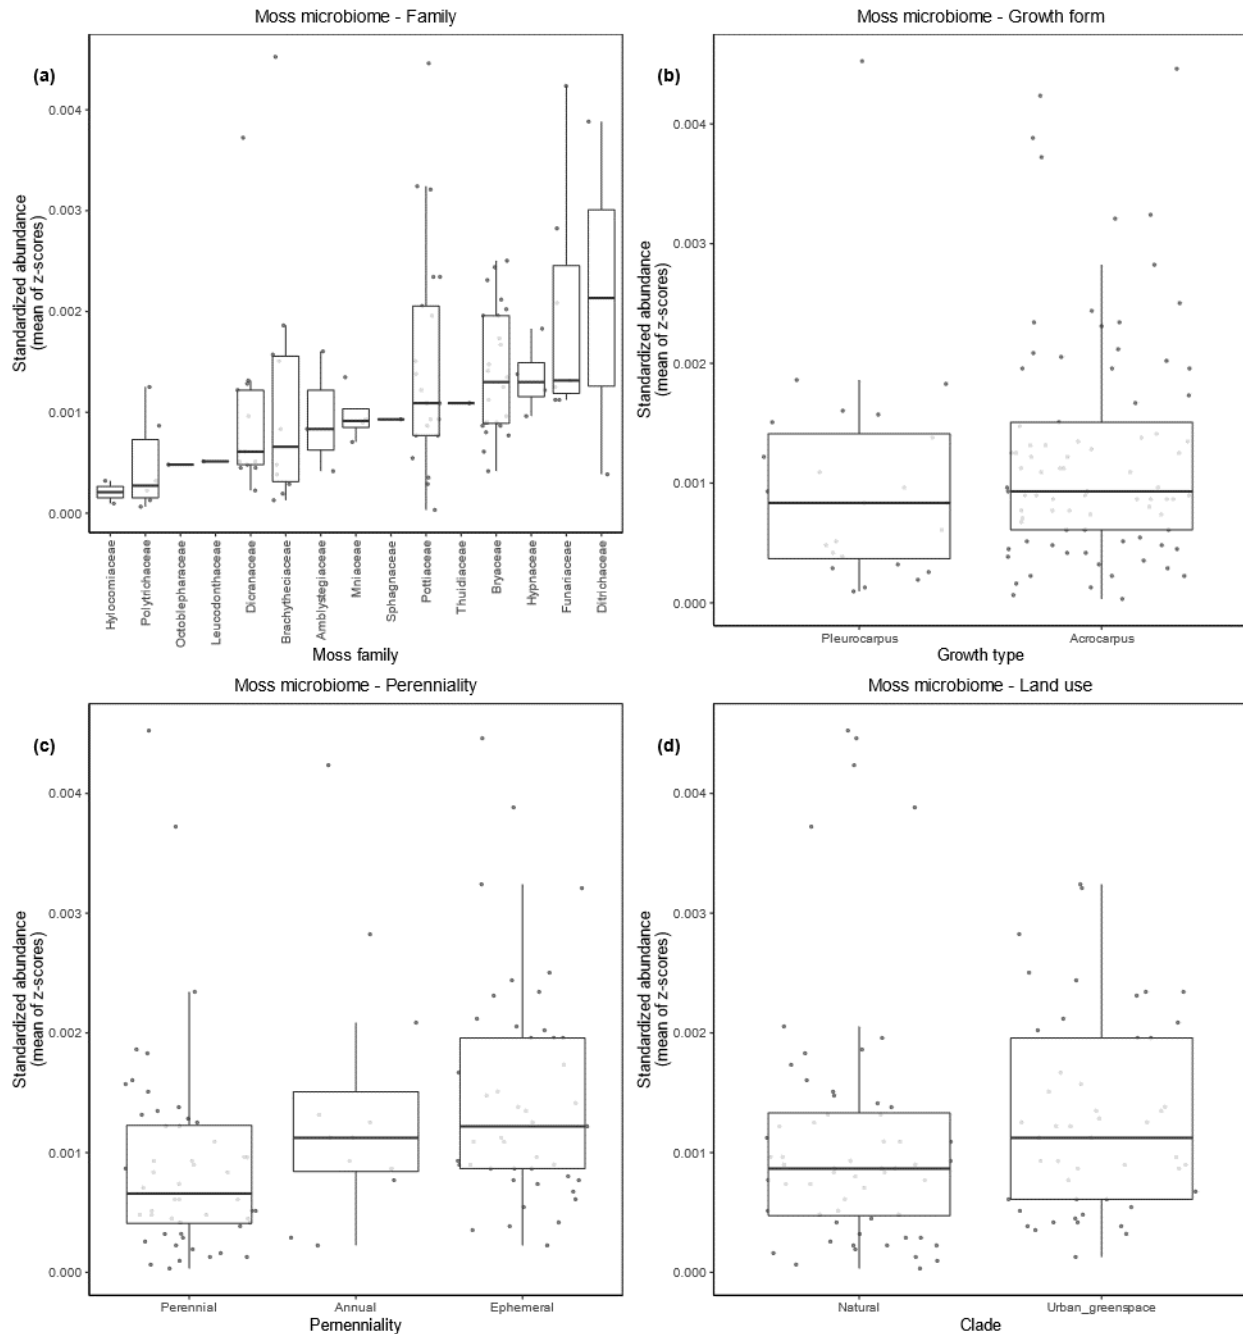 Moss microbiome - Family
(a)
0.004
0.003
0.002
0.001
0.000
Standardized abundance
(mean of z-scores)
Hylocomiaceae
Polytrichaceae
Octoblepharaceae
Leucodonthaceae
Dicranaceae
Brachytheciaceae
Amblystegiaceae
Mniaceae
Sphagnaceae
Pottiaceae
Thuidiaceae
Bryaceae
Hypnaceae
Funariaceae
Ditrichaceae
Moss family
Moss microbiome - Growth form
(b)
0.004
0.003
0.002
0.001
0.000
Standardized abundance
(mean of z-scores)
Pleurocarpus
Acrocarpus
Growth type
Moss microbiome - Perenniality
(c)
0.004
0.003
0.002
0.001
0.000
Standardized abundance
(mean of z-scores)
Perennial
Annual
Ephemeral
Pernenniality
Moss microbiome - Land use
(d)
0.004
0.003
0.002
0.001
0.000
Standardized abundance
(mean of z-scores)
Natural
Urban_greenspace
Clade